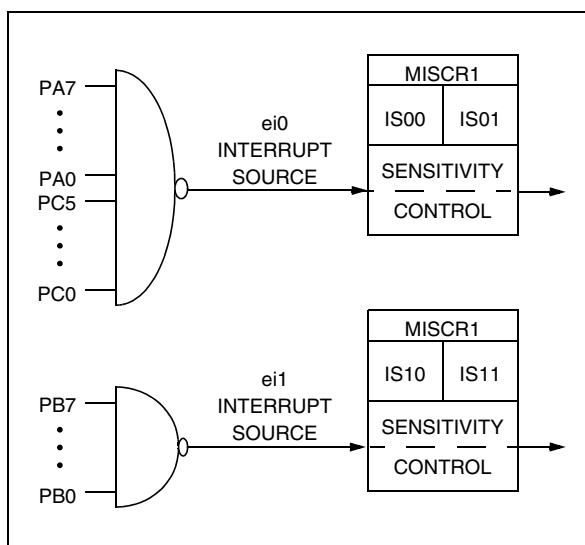 PA7
PA0
PC5
PC0
ei0
INTERRUPT
SOURCE
MISCR1
IS00 IS01
SENSITIVITY
CONTROL
PB7
PB0
ei1
INTERRUPT
SOURCE
MISCR1
IS10 IS11
SENSITIVITY
CONTROL